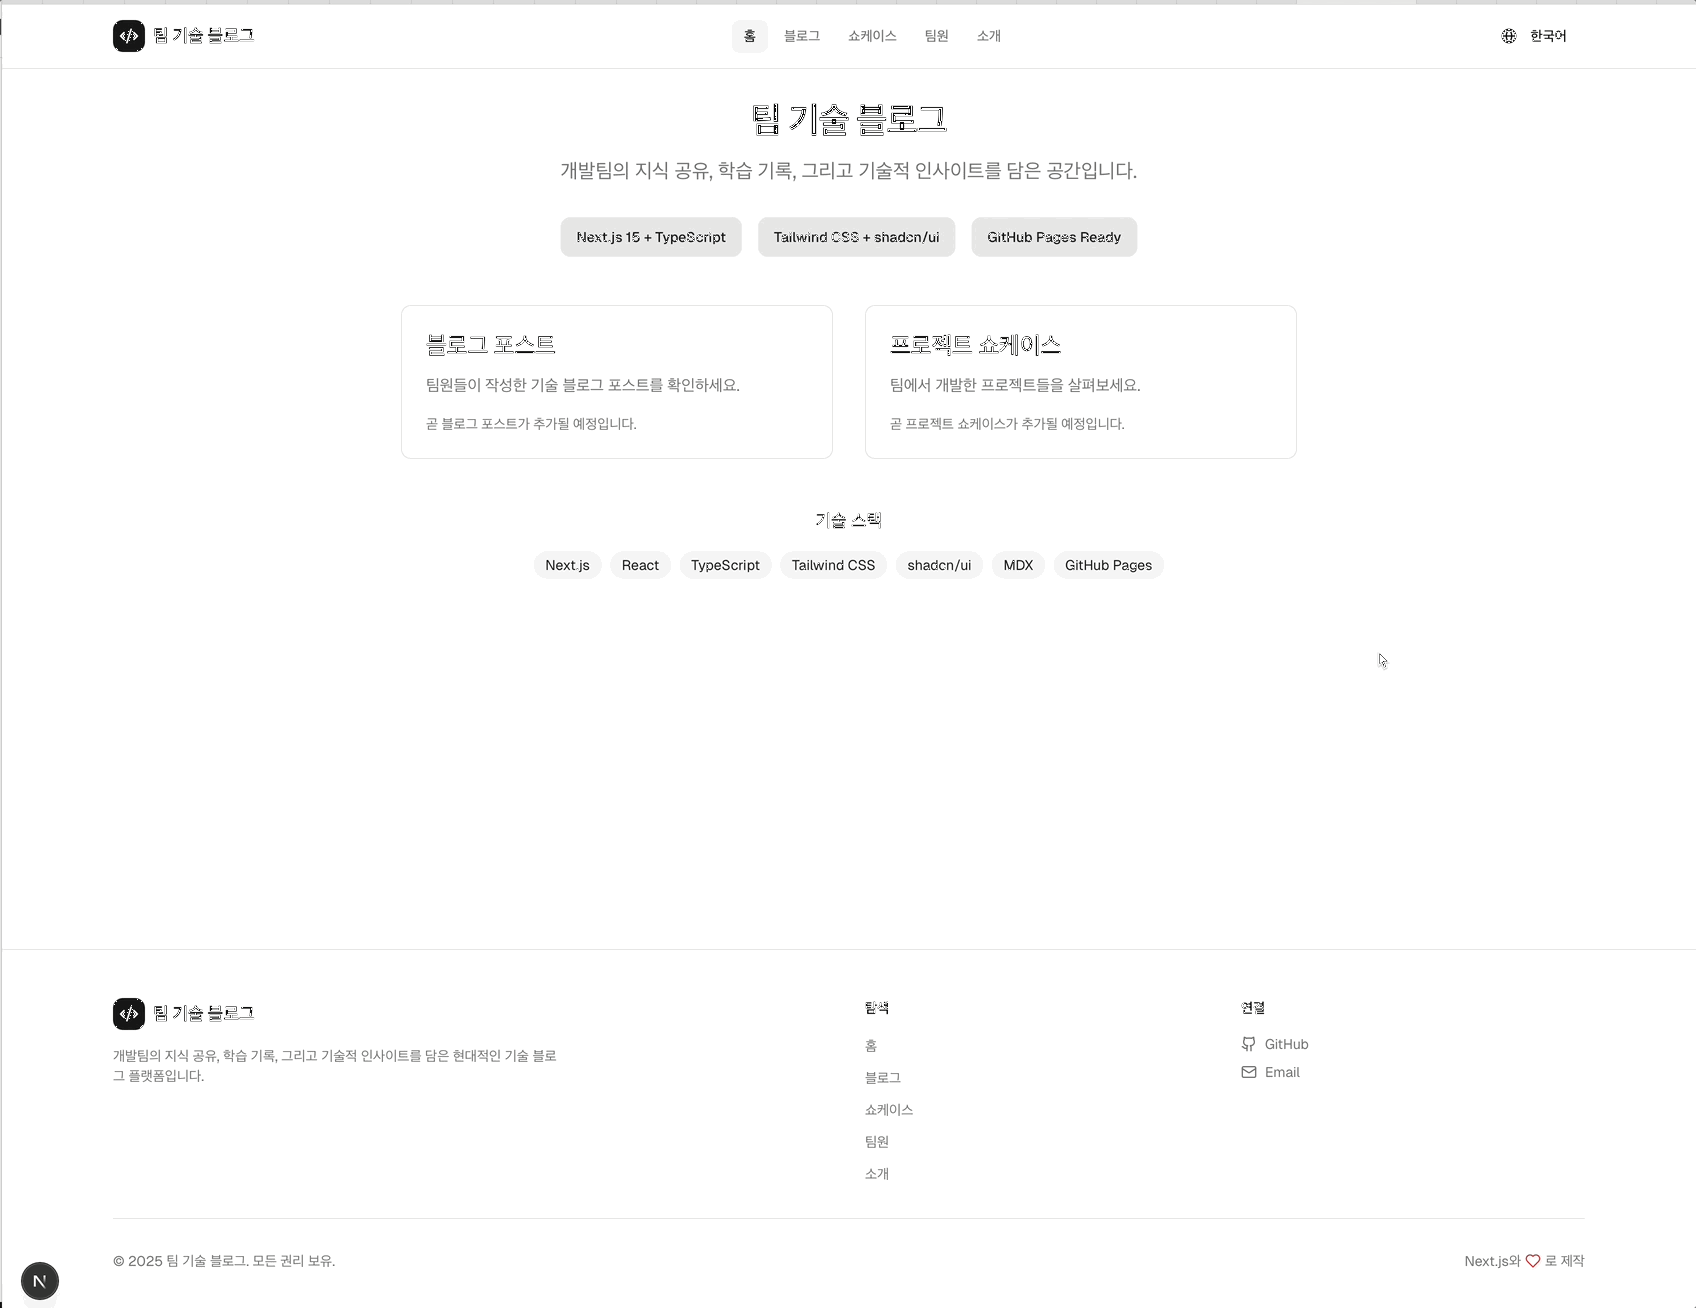 팀 기술 블로그
홈 블로그 쇼케이스 팀원 소개
한국어
팀 기술 블로그
개발팀의 지식 공유, 학습 기록, 그리고 기술적 인사이트를 담은 공간입니다.
Next.js 15 + TypeScript
Tailwind CSS + shadcn/ui
GitHub Pages Ready
블로그 포스트
팀원들이 작성한 기술 블로그 포스트를 확인하세요.
곧 블로그 포스트가 추가될 예정입니다.
프로젝트 쇼케이스
팀에서 개발한 프로젝트들을 살펴보세요.
곧 프로젝트 쇼케이스가 추가될 예정입니다.
기술 스택
Next.js React TypeScript Tailwind CSS shadcn/ui MDX GitHub Pages
팀 기술 블로그
개발팀의 지식 공유, 학습 기록, 그리고 기술적 인사이트를 담은 현대적인 기술 블로
그 플랫폼입니다.
탐색
홈
블로그
쇼케이스
팀원
소개
연결
GitHub
Email
© 2025 팀 기술 블로그. 모든 권리 보유.
Next.js와 로 제작
N